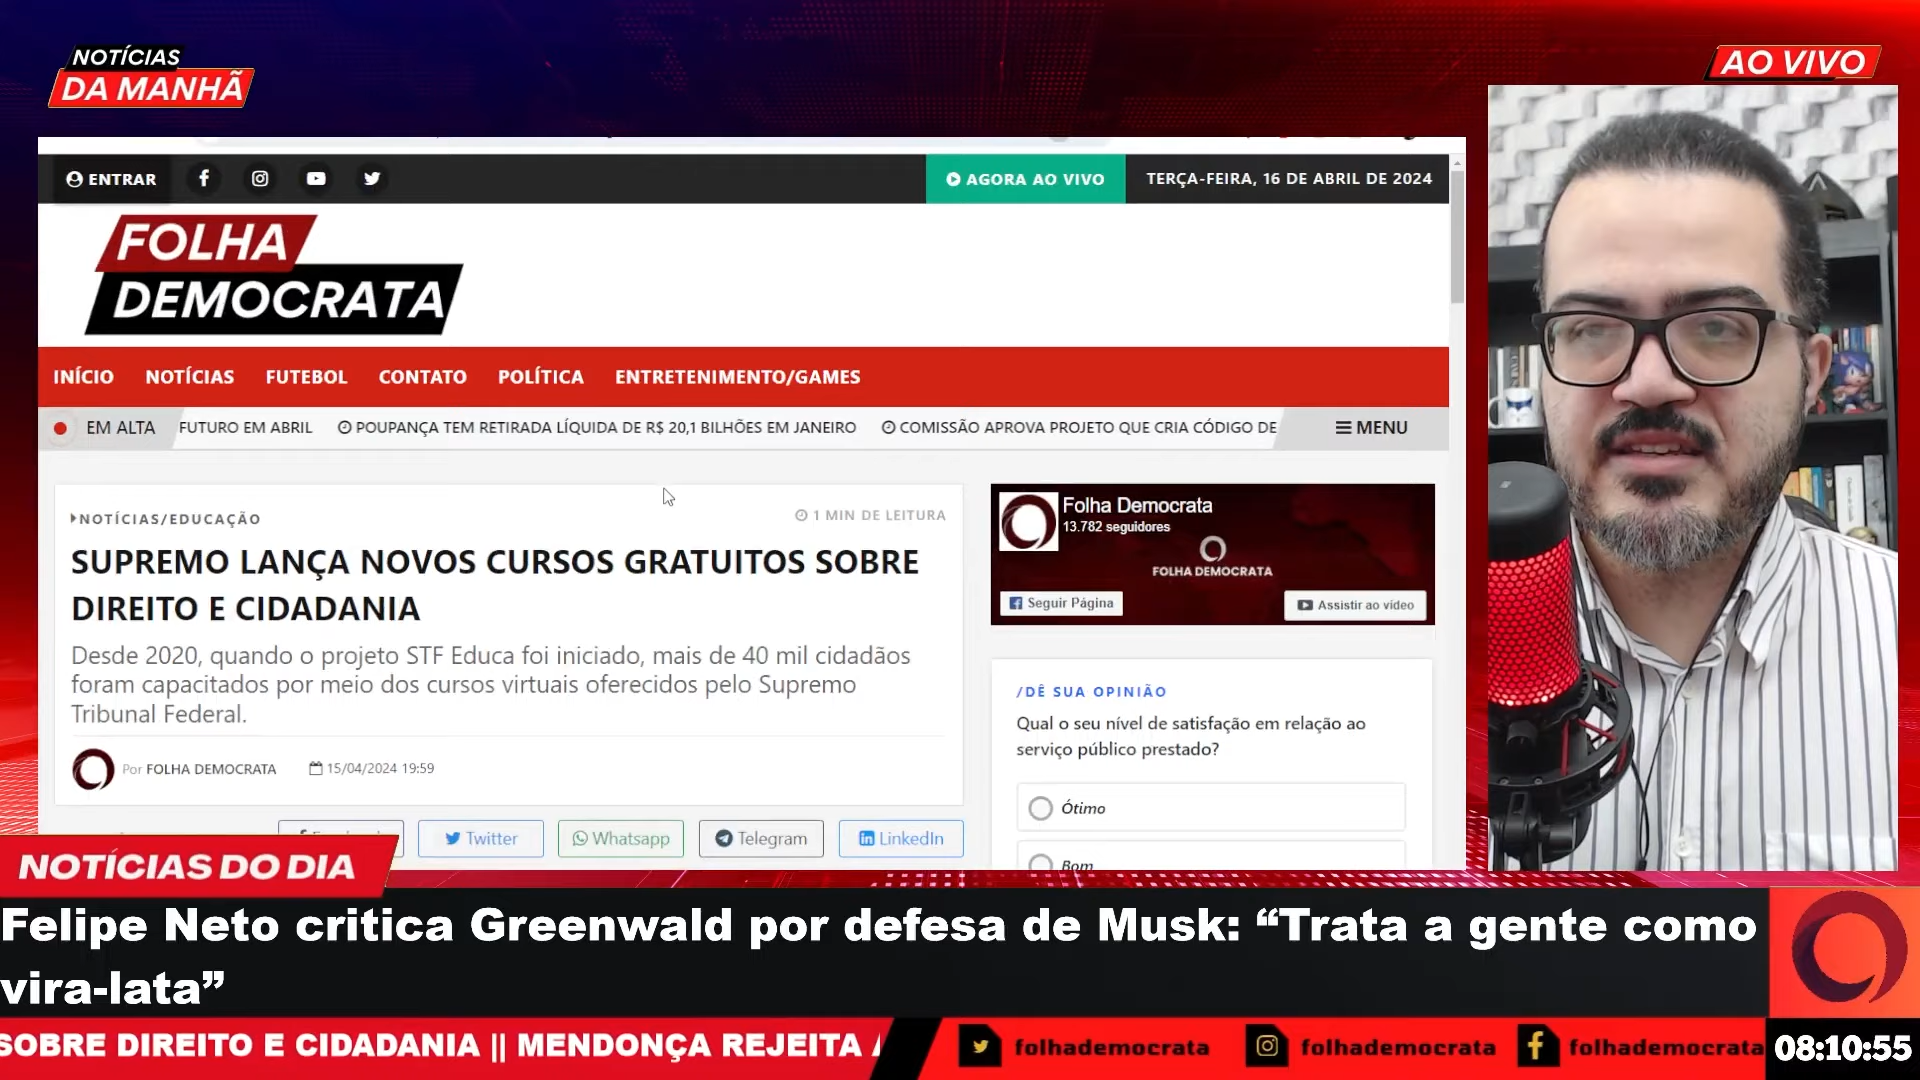 NOTÍCIAS
DA MANHÃ
AO VIVO
ENTRAR
AGORA AO VIVO
TERÇA-FEIRA, 16 DE ABRIL DE 2024
FOLHA
DEMOCRATA
INÍCIO NOTÍCIAS FUTEBOL CONTATO POLÍTICA ENTRETENIMENTO/GAMES
EM ALTA FUTURO EM ABRIL POUPANÇA TEM RETIRADA LÍQUIDA DE R$ 20,1 BILHÕES EM JANEIRO COMISSÃO APROVA PROJETO QUE CRIA CÓDIGO DE MENU
NOTÍCIAS/EDUCAÇÃO
1 MIN DE LEITURA
SUPREMO LANÇA NOVOS CURSOS GRATUITOS SOBRE
DIREITO E CIDADANIA
Desde 2020, quando o projeto STF Educa foi iniciado, mais de 40 mil cidadãos
foram capacitados por meio dos cursos virtuais oferecidos pelo Supremo
Tribunal Federal.
Por FOLHA DEMOCRATA 15/04/2024 19:59
Twitter Whatsapp Telegram LinkedIn
Folha Democrata
13.782 seguidores
FOLHA DEMOCRATA
Seguir Página
Assistir ao vídeo
/DÊ SUA OPINIÃO
Qual o seu nível de satisfação em relação ao
serviço público prestado?
Ótimo
Bom
NOTÍCIAS DO DIA
Felipe Neto critica Greenwald por defesa de Musk: “Trata a gente como
vira-lata”
SOBRE DIREITO E CIDADANIA || MENDONÇA REJEITA
folhademocrata folhademocrata folhademocrata
08:10:55